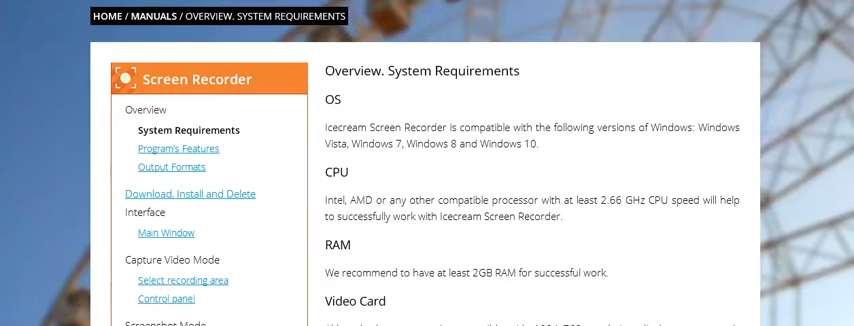 HOME / MANUALS / OVERVIEW. SYSTEM REQUIREMENTS
Screen Recorder
Overview
System Requirements
Program's Features
Output Formats
Download, Install and Delete
Interface
Main Window
Capture Video Mode
Select recording area
Control panel
Overview. System Requirements
OS
Icecream Screen Recorder is compatible with the following versions of Windows: Windows
Vista, Windows 7, Windows 8 and Windows 10.
CPU
Intel, AMD or any other compatible processor with at least 2.66 GHz CPU speed will help
to successfully work with Icecream Screen Recorder.
RAM
We recommend to have at least 2GB RAM for successful work.
Video Card